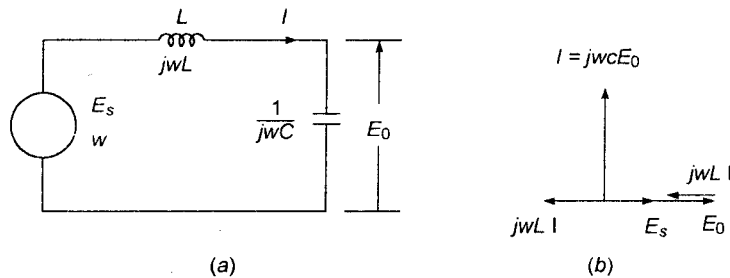 L
I
jwL
E_s
w
1
jwC
E_0
(a)
I = jwcE_0
jwL I
jwL I
E_s
E_0
(b)